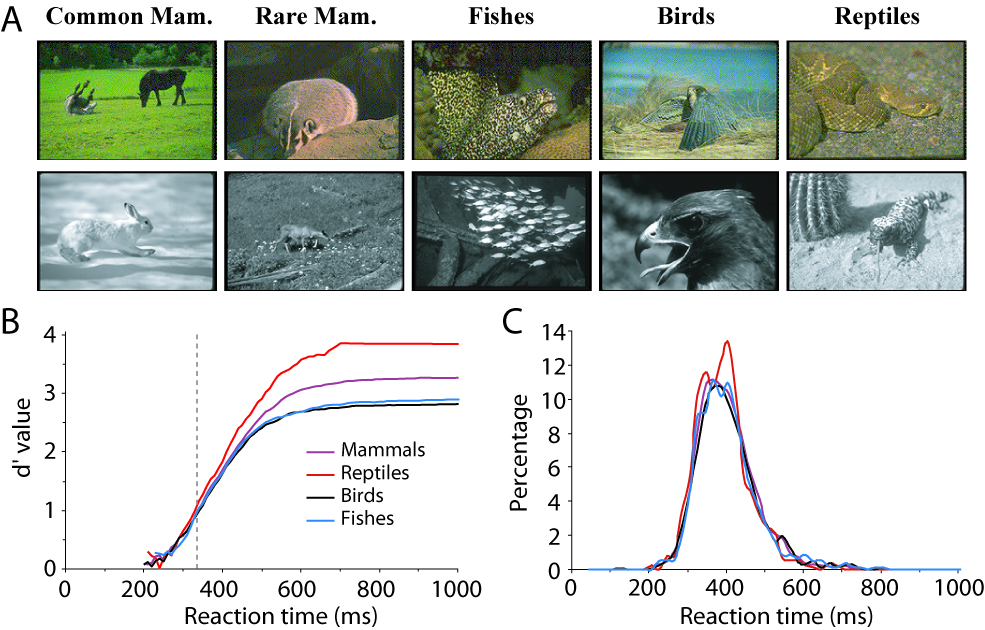 A
Common Mam. Rare Mam. Fishes Birds Reptiles
B
4
3
2
1
0
d' value
Mammals
Reptiles
Birds
Fishes
0 200 400 600 800 1000
Reaction time (ms)
C
14
12
10
8
6
4
2
0
Percentage
0 200 400 600 800 1000
Reaction time (ms)